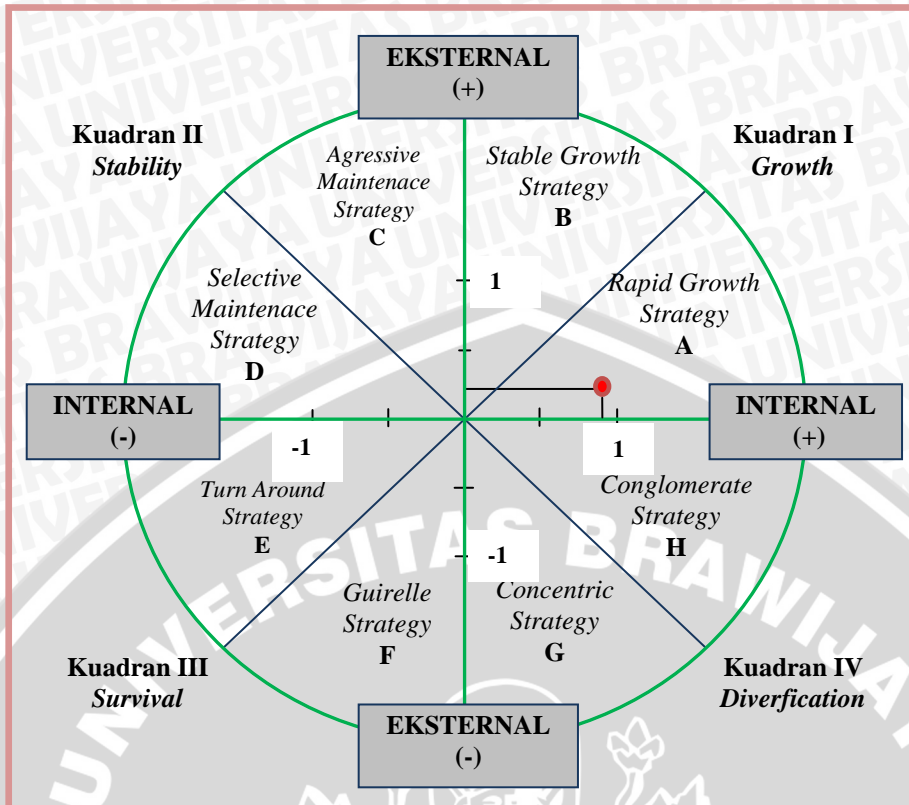 EKSTERNAL
(+)
Kuadran II
Stability
Kuadran I
Growth
Agressive
Maintenace
Strategy
C
Stable Growth
Strategy
B
Selective
Maintenace
Strategy
D
1
Rapid Growth
Strategy
A
INTERNAL
(-)
INTERNAL
(+)
-1
1
Turn Around
Strategy
E
Conglomerate
Strategy
H
-1
Guirelle
Strategy
F
Concentric
Strategy
G
Kuadran III
Survival
Kuadran IV
Diverfication
EKSTERNAL
(-)
UNIVERSITAS BRAWIJAYA